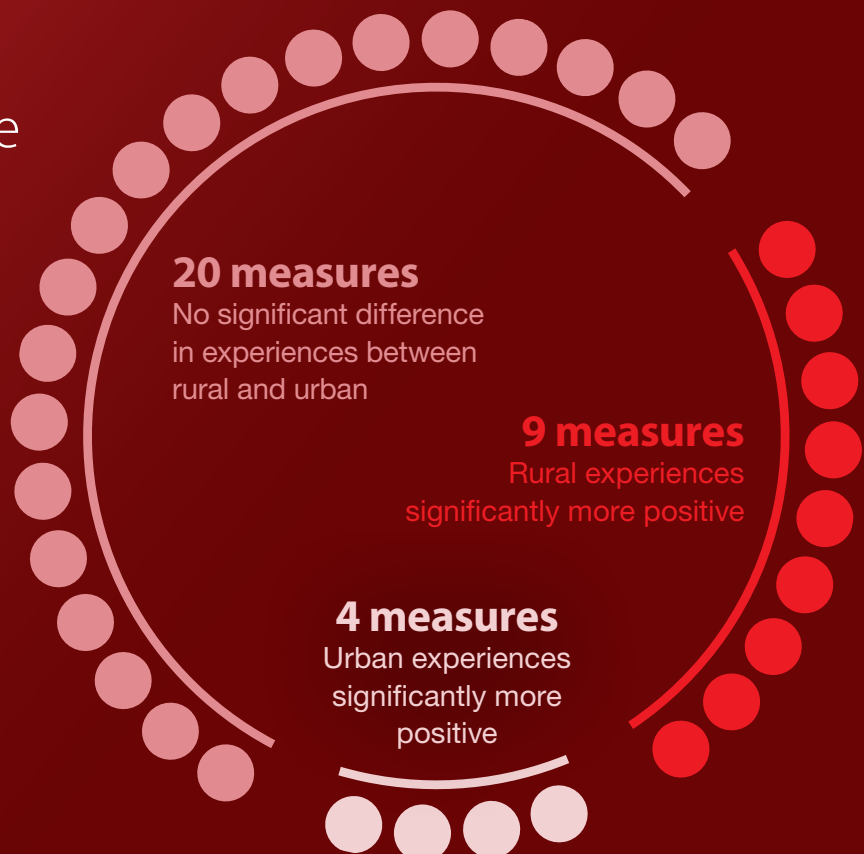 20 measures
No significant difference
in experiences between
rural and urban
9 measures
Rural experiences
significantly more positive
4 measures
Urban experiences
significantly more
positive